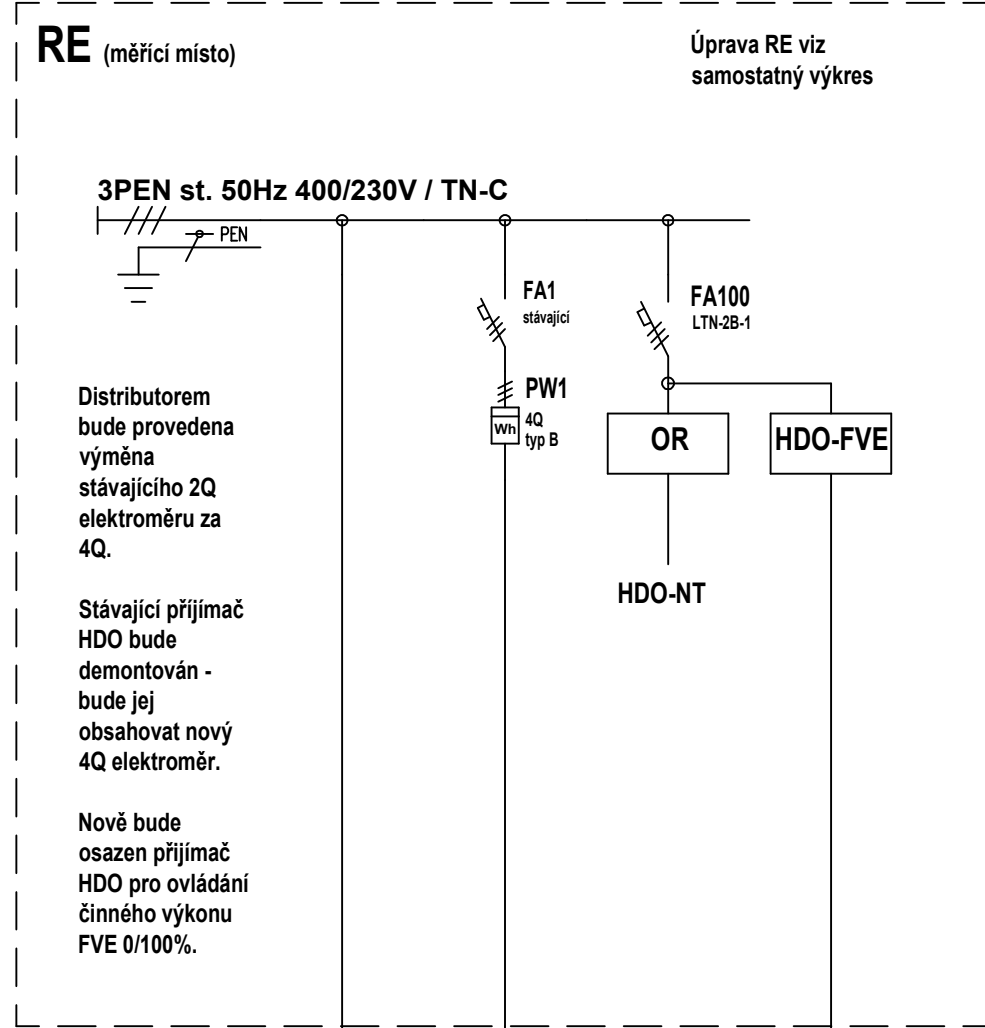 RE (měřící místo)
Úprava RE viz
samostatný výkres
3PEN st. 50Hz 400/230V / TN-C
PEN
FA1
stávající
FA100
LTN-2B-1
PW1
4Q
typ B
Wh
OR
HDO-FVE
HDO-NT
Distributorem
bude provedena
výměna
stávajícího 2Q
elektroměru za
4Q.
Stávající příjímač
HDO bude
demontován -
bude jej
obsahovat nový
4Q elektroměr.
Nově bude
osazen přijímač
HDO pro ovládání
činného výkonu
FVE 0/100%.